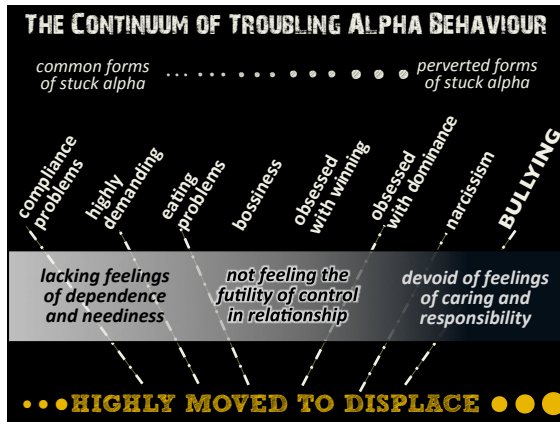 THE CONTINUUM OF TROUBLING ALPHA BEHAVIOUR
common forms
of stuck alpha
perverted forms
of stuck alpha
compliance
problems
highly
demanding
eating
problems
bossiness
obsessed
with winning
obsessed
with dominance
narcissism
BULLYING
lacking feelings
of dependence
and neediness
not feeling the
futility of control
in relationship
devoid of feelings
of caring and
responsibility
HIGHLY MOVED TO DISPLACE